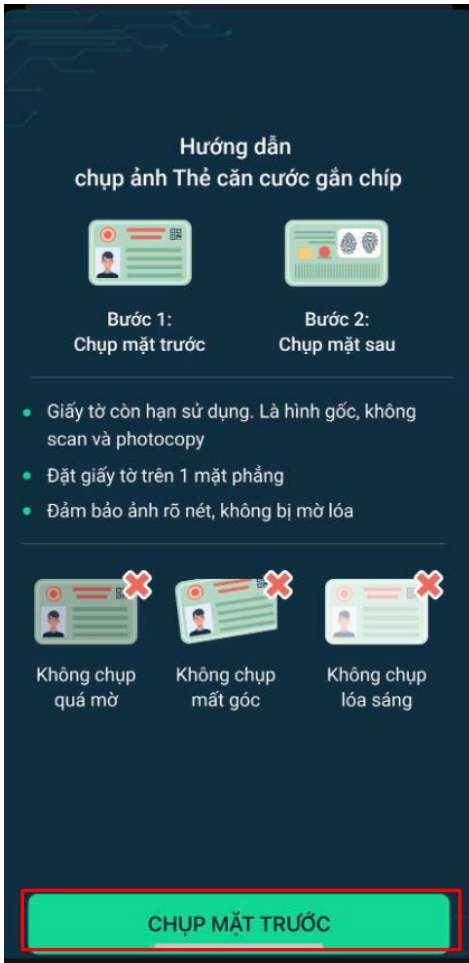 Hướng dẫn
chụp ảnh Thẻ căn cước gắn chíp
Bước 1:
Chụp mặt trước
Bước 2:
Chụp mặt sau
Giấy tờ còn hạn sử dụng. Là hình gốc, không
scan và photocopy
Đặt giấy tờ trên 1 mặt phẳng
Đảm bảo ảnh rõ nét, không bị mờ lóa
Không chụp
quá mờ
Không chụp
mất góc
Không chụp
lóa sáng
CHỤP MẶT TRƯỚC